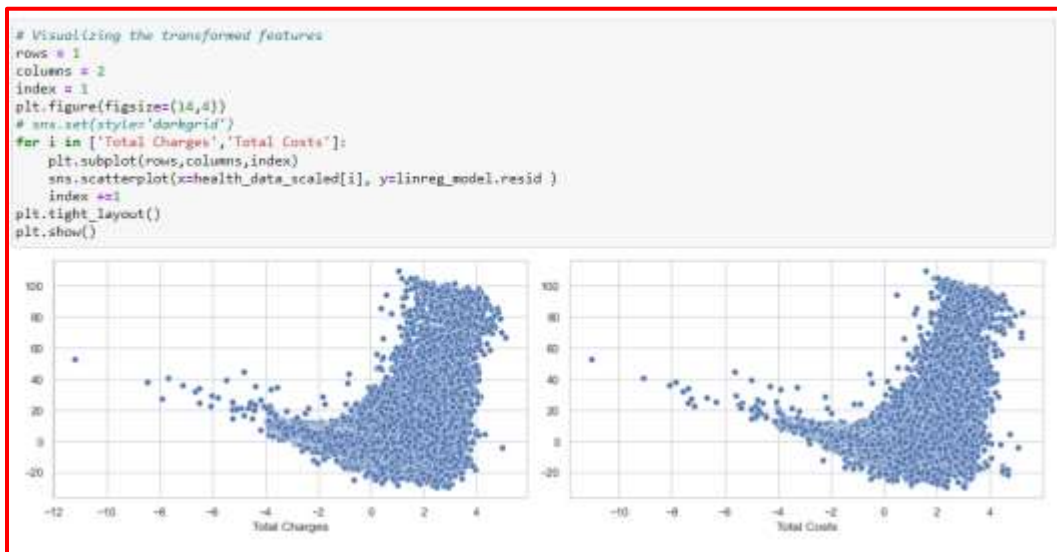 # Visualizing the transformed features
rows = 1
columns = 2
index = 1
plt.figure(figsize=(14,4))
# sns.set(style='darkgrid')
for i in ['Total Charges','Total Costs']:
    plt.subplot(rows,columns,index)
    sns.scatterplot(x=health_data_scaled[i], y=linreg_model.resid )
    index +=1
plt.tight_layout()
plt.show()
100
80
60
40
20
0
-20
-12 -10 -8 -6 -4 -2 0 2 4
Total Charges
100
80
60
40
20
0
-20
-10 -8 -6 -4 -2 0 2 4
Total Costs